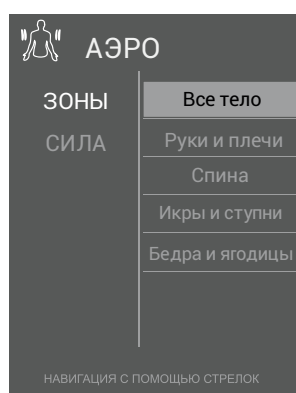 АЭРО
ЗОНЫ
СИЛА
Все тело
Руки и плечи
Спина
Икры и ступни
Бедра и ягодицы
НАВИГАЦИЯ С ПОМОЩЬЮ СТРЕЛОК